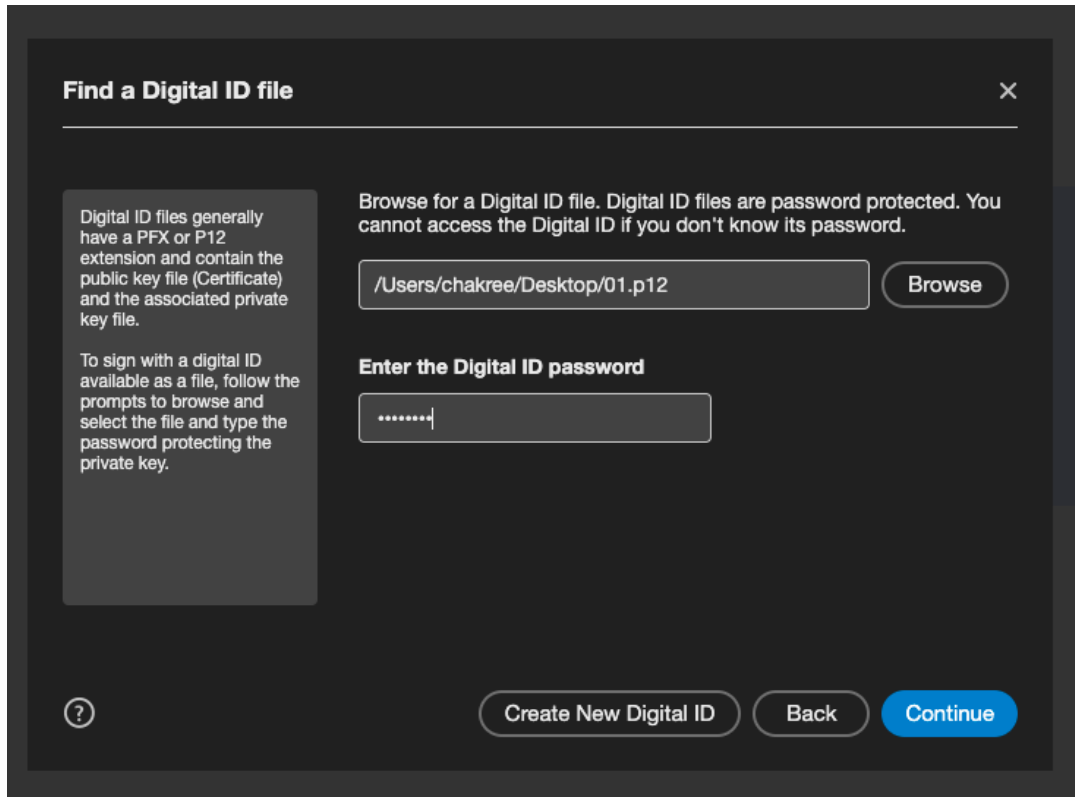 Find a Digital ID file
Digital ID files generally
have a PFX or P12
extension and contain the
public key file (Certificate)
and the associated private
key file.
To sign with a digital ID
available as a file, follow the
prompts to browse and
select the file and type the
password protecting the
private key.
Browse for a Digital ID file. Digital ID files are password protected. You
cannot access the Digital ID if you don't know its password.
/Users/chakree/Desktop/01.p12
Browse
Enter the Digital ID password
••••••••
?
Create New Digital ID
Back
Continue